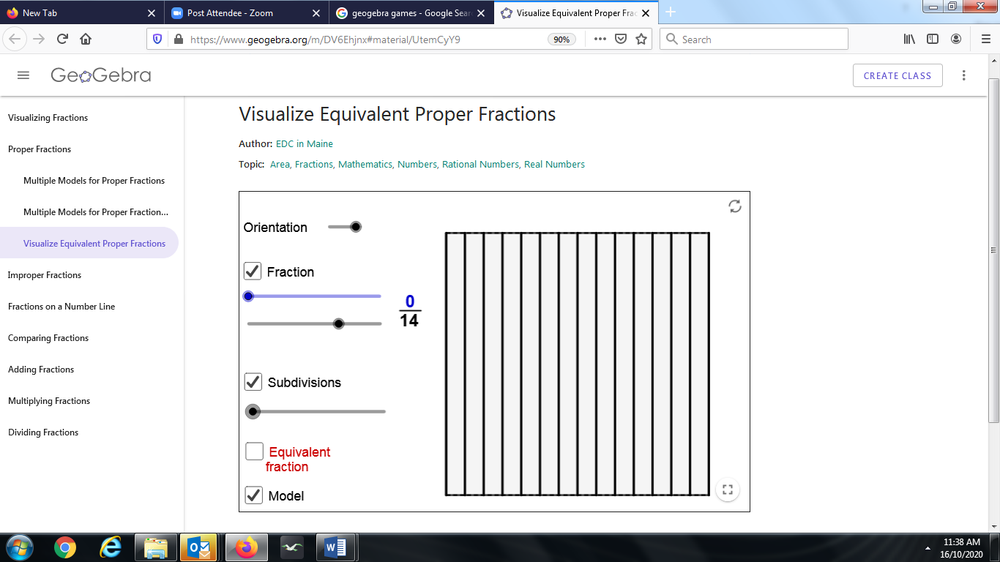 New Tab
Post Attendee - Zoom
geogebra games - Google Sear
Visualize Equivalent Proper Frac
https://www.geogebra.org/m/DV6Ehjnx#material/UtemCyY9
90%
Search
GeoGebra
CREATE CLASS
Visualizing Fractions
Proper Fractions
Multiple Models for Proper Fractions
Multiple Models for Proper Fraction...
Visualize Equivalent Proper Fractions
Improper Fractions
Fractions on a Number Line
Comparing Fractions
Adding Fractions
Multiplying Fractions
Dividing Fractions
Visualize Equivalent Proper Fractions
Author: EDC in Maine
Topic: Area, Fractions, Mathematics, Numbers, Rational Numbers, Real Numbers
Orientation
Fraction
0
14
Subdivisions
Equivalent
fraction
Model
11:38 AM
16/10/2020